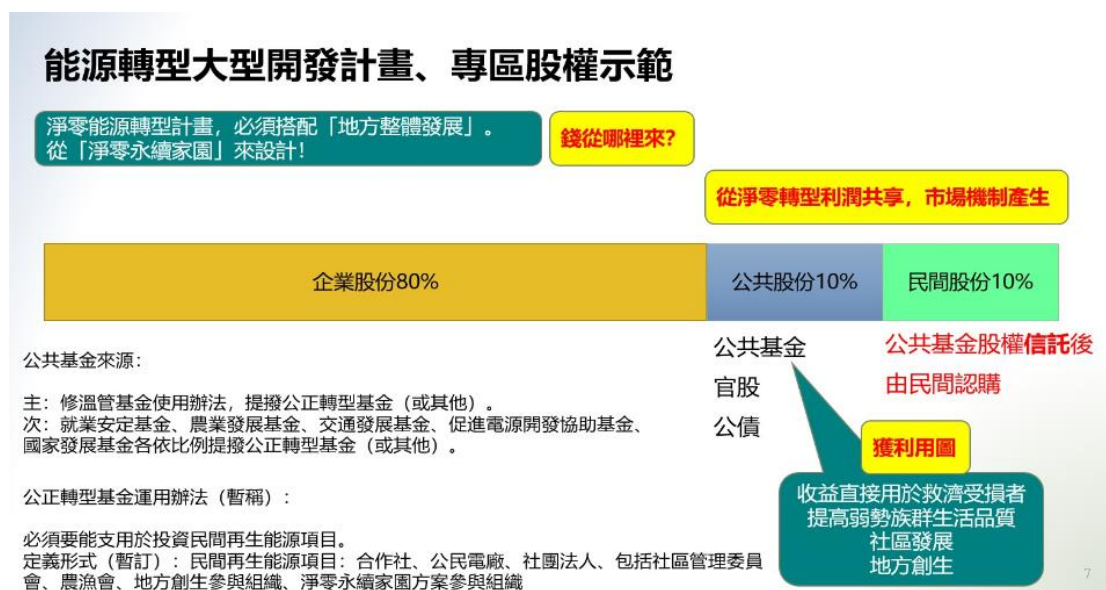 能源轉型大型開發計畫、專區股權示範
淨零能源轉型計畫，必須搭配「地方整體發展」。
從「淨零永續家園」來設計！
錢從哪裡來?
從淨零轉型利潤共享，市場機制產生
企業股份80%
公共股份10%
民間股份10%
公共基金
官股
公債
公共基金股權信託後
由民間認購
公共基金來源：
主：修溫管基金使用辦法，提撥公正轉型基金（或其他）。
次：就業安定基金、農業發展基金、交通發展基金、促進電源開發協助基金、
國家發展基金各依比例提撥公正轉型基金（或其他）。
獲利用圖
收益直接用於救濟受損者
提高弱勢族群生活品質
社區發展
地方創生
公正轉型基金運用辦法（暫稱）：
必須要能支用於投資民間再生能源項目。
定義形式（暫訂）：民間再生能源項目：合作社、公民電廠、社團法人、包括社區管理委員
會、農漁會、地方創生參與組織、淨零永續家園方案參與組織
7